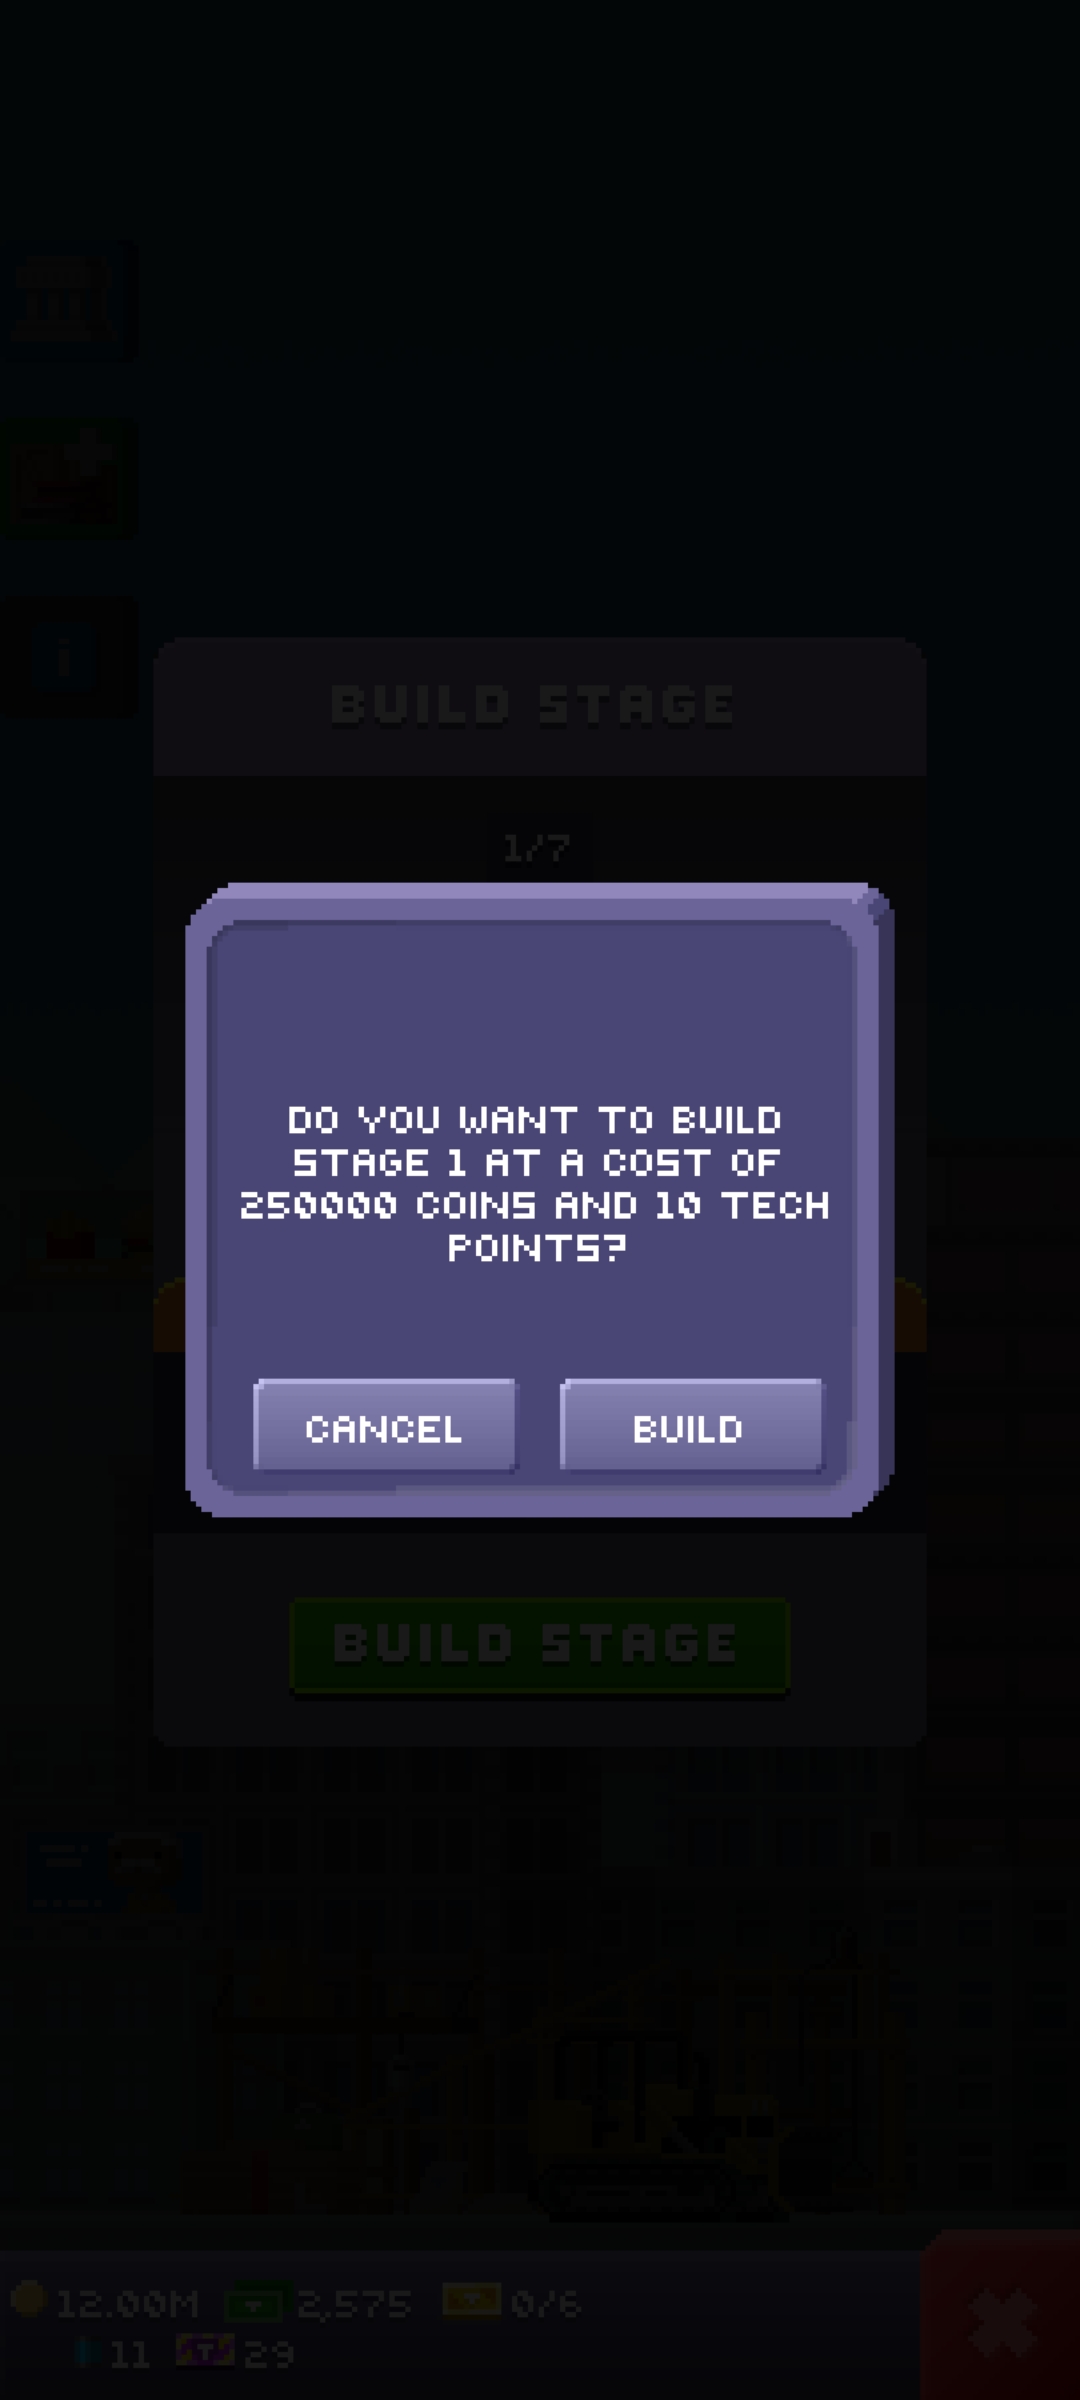 BUILD STAGE
1/7
DO YOU WANT TO BUILD
STAGE 1 AT A COST OF
250000 COINS AND 10 TECH
POINTS?
CANCEL
BUILD
BUILD STAGE
12.00M 2,575 0/6
11 T 29